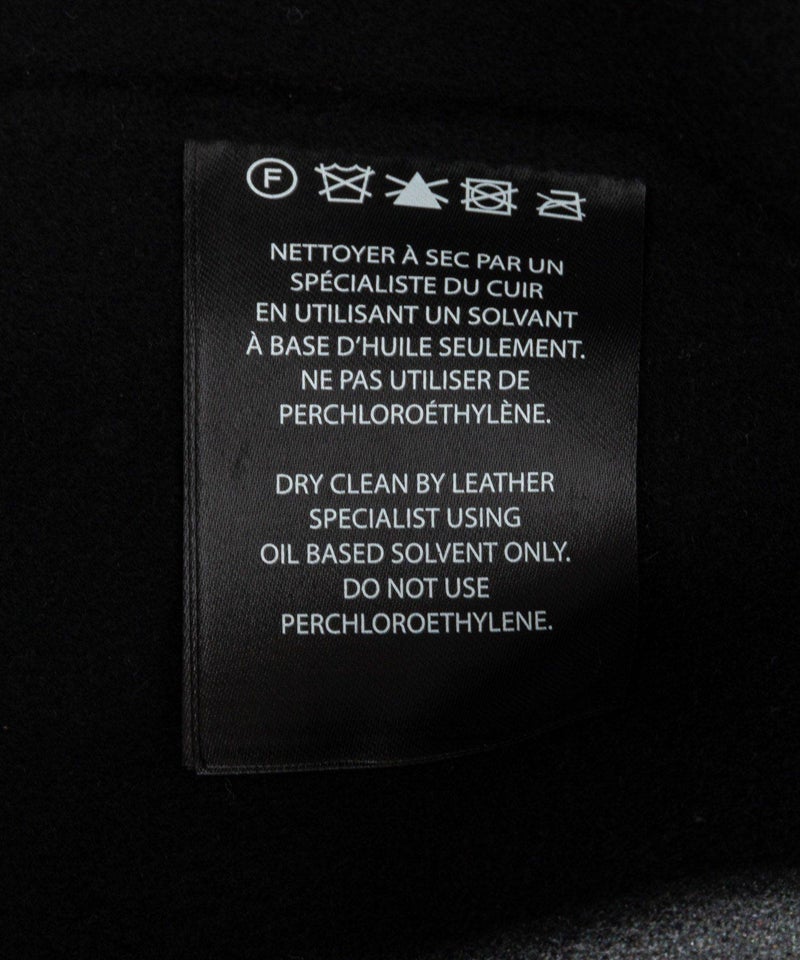 F
NETTOYER À SEC PAR UN
SPÉCIALISTE DU CUIR
EN UTILISANT UN SOLVANT
À BASE D'HUILE SEULEMENT.
NE PAS UTILISER DE
PERCHLOROÉTHYLÈNE.
DRY CLEAN BY LEATHER
SPECIALIST USING
OIL BASED SOLVENT ONLY.
DO NOT USE
PERCHLOROETHYLENE.